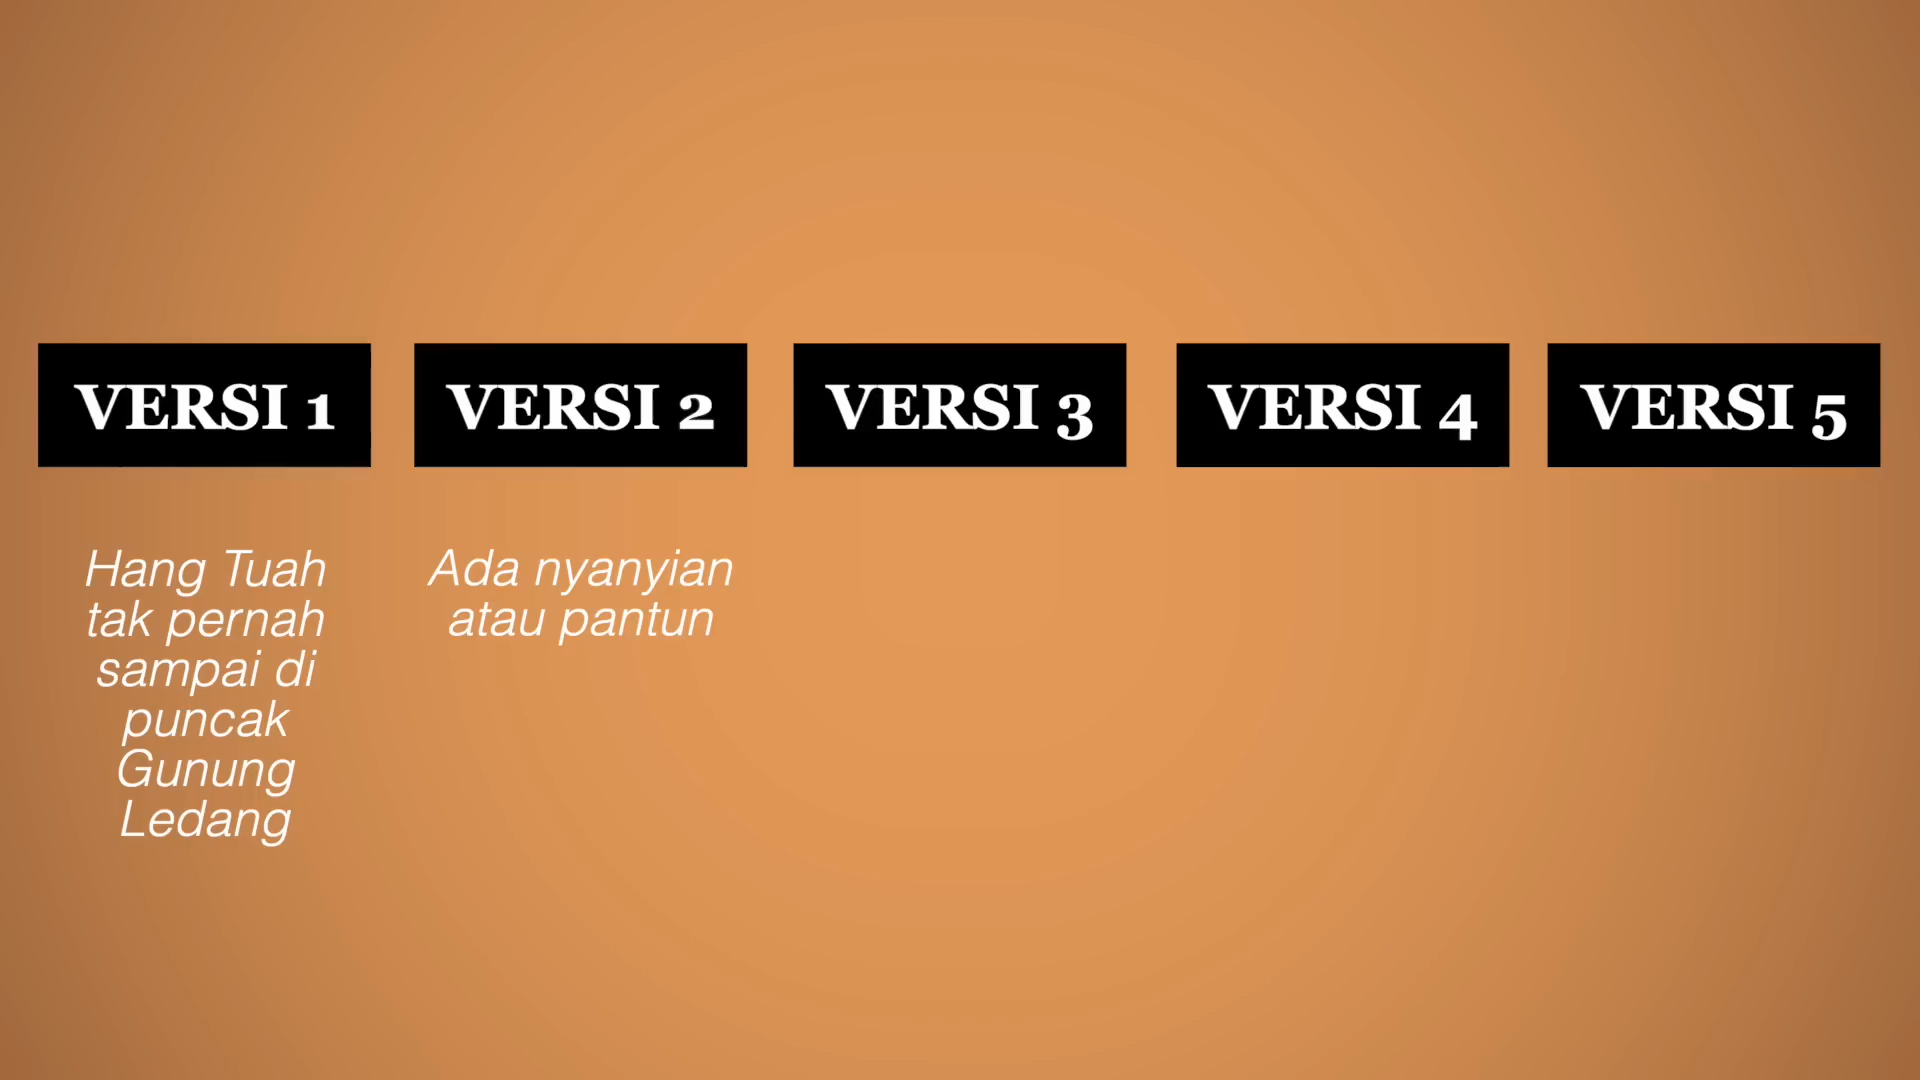 VERSI 1
VERSI 2
VERSI 3
VERSI 4
VERSI 5
Hang Tuah
tak pernah
sampai di
puncak
Gunung
Ledang
Ada nyanyian
atau pantun